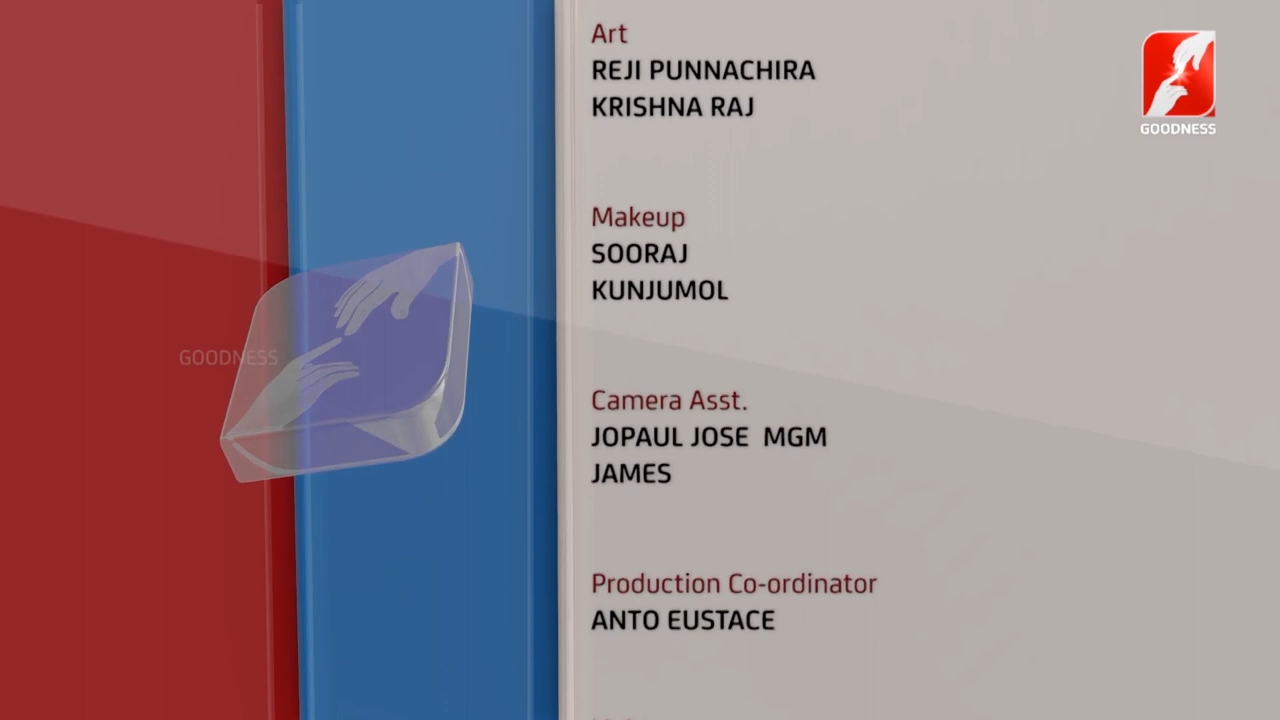 Art
REJI PUNNACHIRA
KRISHNA RAJ
GOODNESS
Makeup
SOORAJ
KUNJUMOL
GOODNESS
Camera Asst.
JOPAUL JOSE  MGM
JAMES
Production Co-ordinator
ANTO EUSTACE